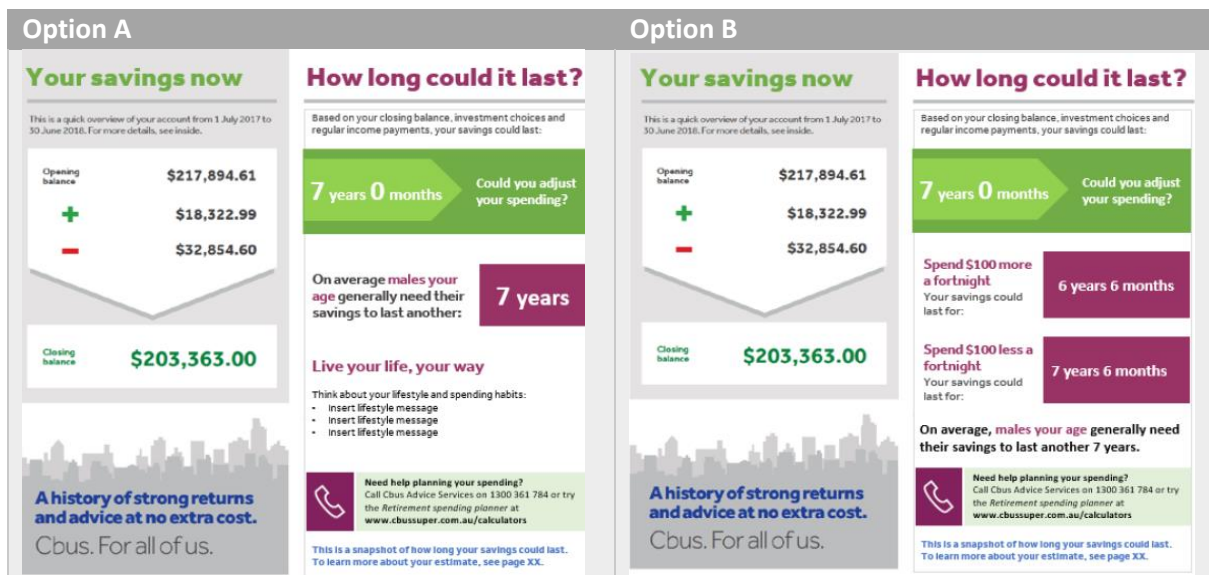 Option A
Your savings now
This is a quick overview of your account from 1 July 2017 to
30 June 2018. For more details, see inside.
Opening
balance
$217,894.61
+
$18,322.99
-
$32,854.60
Closing
balance
$203,363.00
A history of strong returns
and advice at no extra cost.
Cbus. For all of us.
How long could it last?
Based on your closing balance, investment choices and
regular income payments, your savings could last:
7 years 0 months
Could you adjust
your spending?
On average males your
age generally need their
savings to last another:
7 years
Live your life, your way
Think about your lifestyle and spending habits:
- Insert lifestyle message
- Insert lifestyle message
- Insert lifestyle message
Need help planning your spending?
Call Cbus Advice Services on 1300 361 784 or try
the Retirement spending planner at
www.cbussuper.com.au/calculators
This is a snapshot of how long your savings could last.
To learn more about your estimate, see page XX.
Option B
Your savings now
This is a quick overview of your account from 1 July 2017 to
30 June 2018. For more details, see inside.
Opening
balance
$217,894.61
+
$18,322.99
-
$32,854.60
Closing
balance
$203,363.00
A history of strong returns
and advice at no extra cost.
Cbus. For all of us.
How long could it last?
Based on your closing balance, investment choices and
regular income payments, your savings could last:
7 years 0 months
Could you adjust
your spending?
Spend $100 more
a fortnight
Your savings could
last for:
6 years 6 months
Spend $100 less a
fortnight
Your savings could
last for:
7 years 6 months
On average, males your age generally need
their savings to last another 7 years.
Need help planning your spending?
Call Cbus Advice Services on 1300 361 784 or try
the Retirement spending planner at
www.cbussuper.com.au/calculators
This is a snapshot of how long your savings could last.
To learn more about your estimate, see page XX.